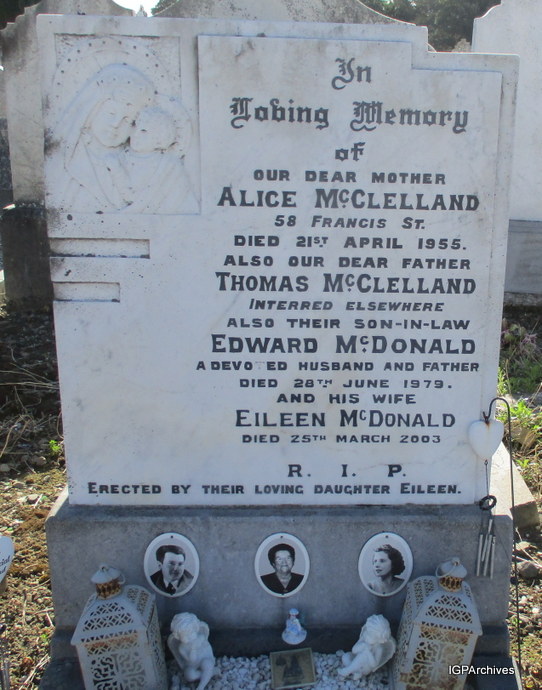 In
Loving Memory
of
OUR DEAR MOTHER
ALICE McCLELLAND
58 FRANCIS ST.
DIED 21ST APRIL 1955.
ALSO OUR DEAR FATHER
THOMAS McCLELLAND
INTERRED ELSEWHERE
ALSO THEIR SON-IN-LAW
EDWARD McDONALD
A DEVOTED HUSBAND AND FATHER
DIED 28TH JUNE 1979.
AND HIS WIFE
EILEEN McDONALD
DIED 25TH MARCH 2003
R. I. P.
ERECTED BY THEIR LOVING DAUGHTER EILEEN.
IGPArchives